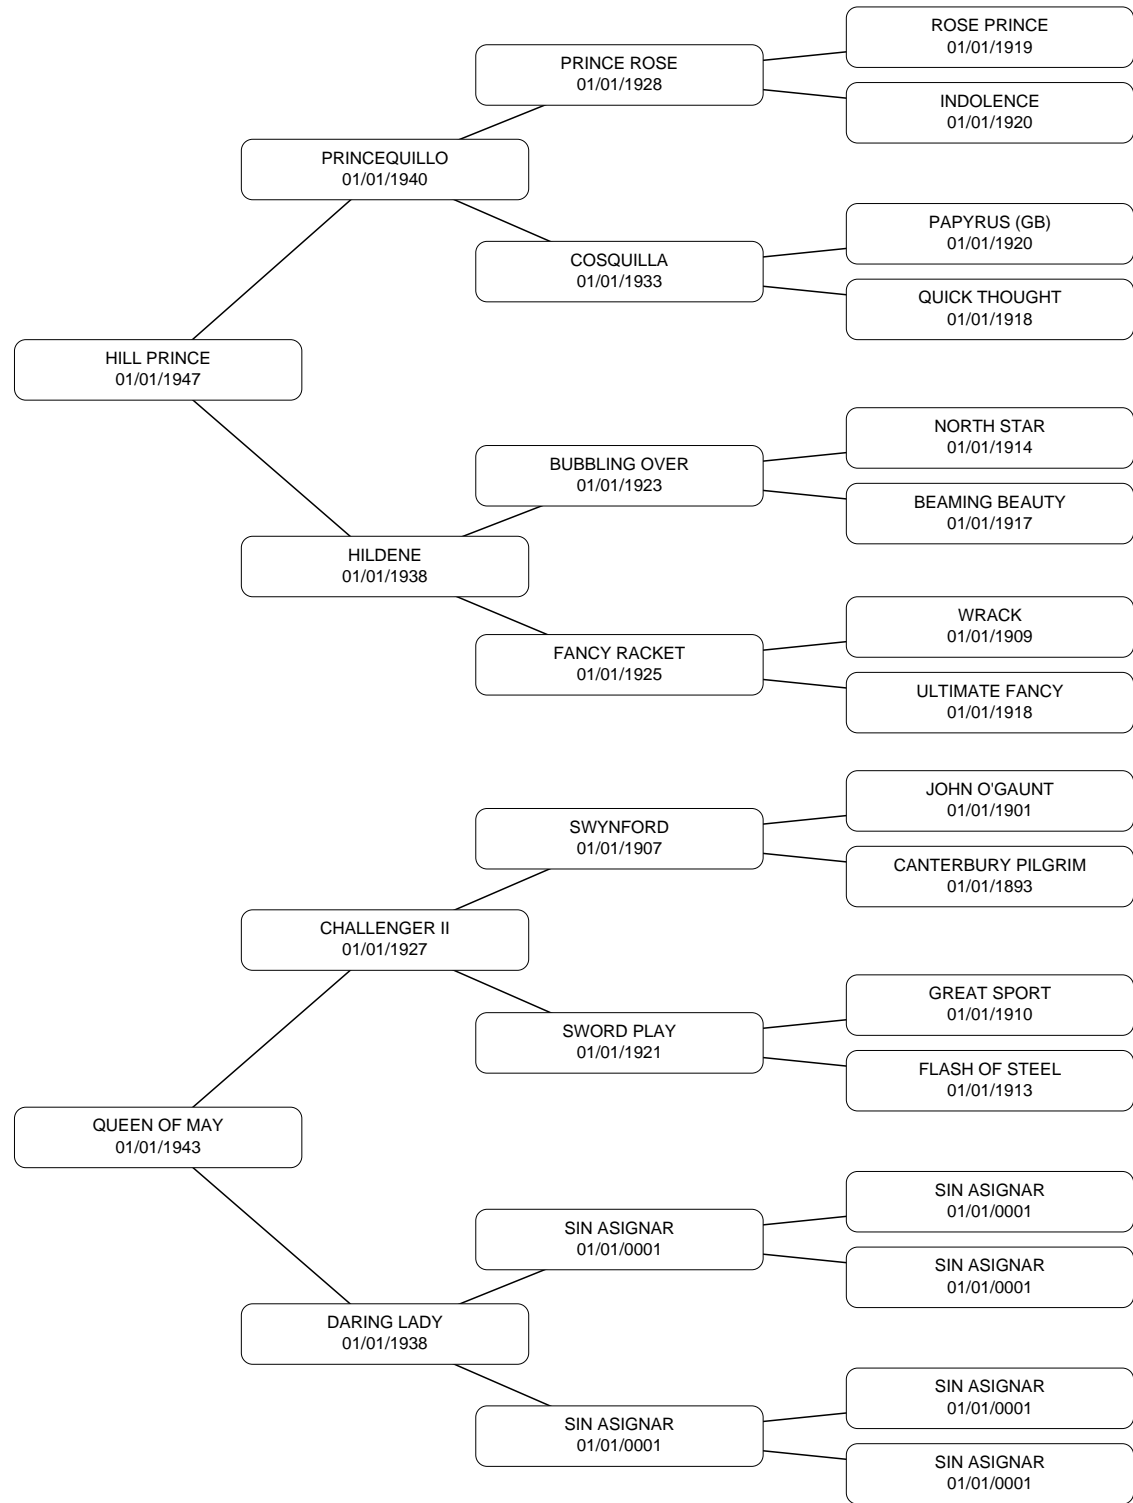 ROSE PRINCE
01/01/1919
PRINCE ROSE
01/01/1928
INDOLENCE
01/01/1920
PRINCEQUILLO
01/01/1940
PAPYRUS (GB)
01/01/1920
COSQUILLA
01/01/1933
QUICK THOUGHT
01/01/1918
HILL PRINCE
01/01/1947
NORTH STAR
01/01/1914
BUBBLING OVER
01/01/1923
BEAMING BEAUTY
01/01/1917
HILDENE
01/01/1938
WRACK
01/01/1909
FANCY RACKET
01/01/1925
ULTIMATE FANCY
01/01/1918
JOHN O'GAUNT
01/01/1901
SWYNFORD
01/01/1907
CANTERBURY PILGRIM
01/01/1893
CHALLENGER II
01/01/1927
GREAT SPORT
01/01/1910
SWORD PLAY
01/01/1921
FLASH OF STEEL
01/01/1913
QUEEN OF MAY
01/01/1943
SIN ASIGNAR
01/01/0001
SIN ASIGNAR
01/01/0001
SIN ASIGNAR
01/01/0001
DARING LADY
01/01/1938
SIN ASIGNAR
01/01/0001
SIN ASIGNAR
01/01/0001
SIN ASIGNAR
01/01/0001